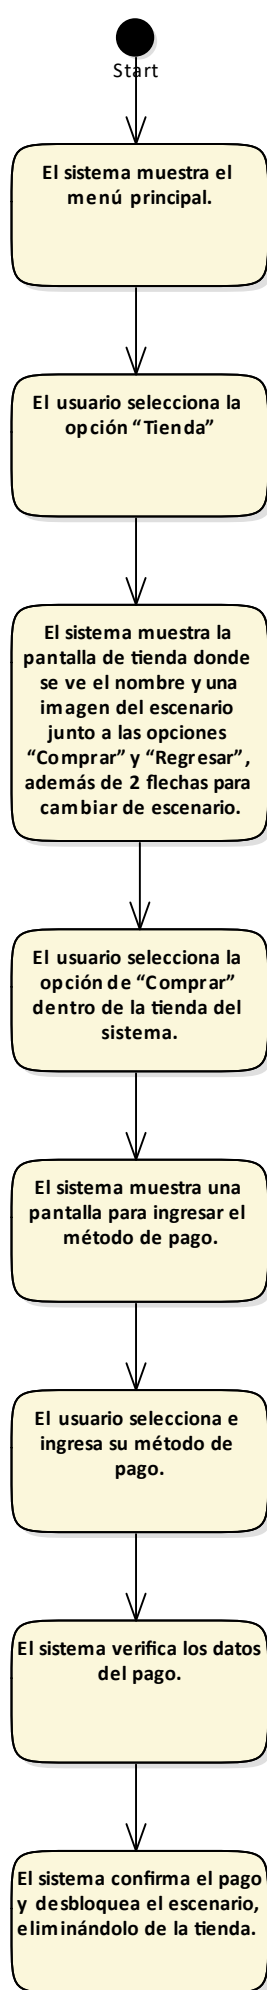 Start
El sistema muestra el
menú principal.
El usuario selecciona la
opción “Tienda”
El sistema muestra la
pantalla de tienda donde
se ve el nombre y una
imagen del escenario
junto a las opciones
“Comprar” y “Regresar”,
además de 2 flechas para
cambiar de escenario.
El usuario selecciona la
opción de “Comprar”
dentro de la tienda del
sistema.
El sistema muestra una
pantalla para ingresar el
método de pago.
El usuario selecciona e
ingresa su método de
pago.
El sistema verifica los datos
del pago.
El sistema confirma el pago
y desbloquea el escenario,
eliminándolo de la tienda.